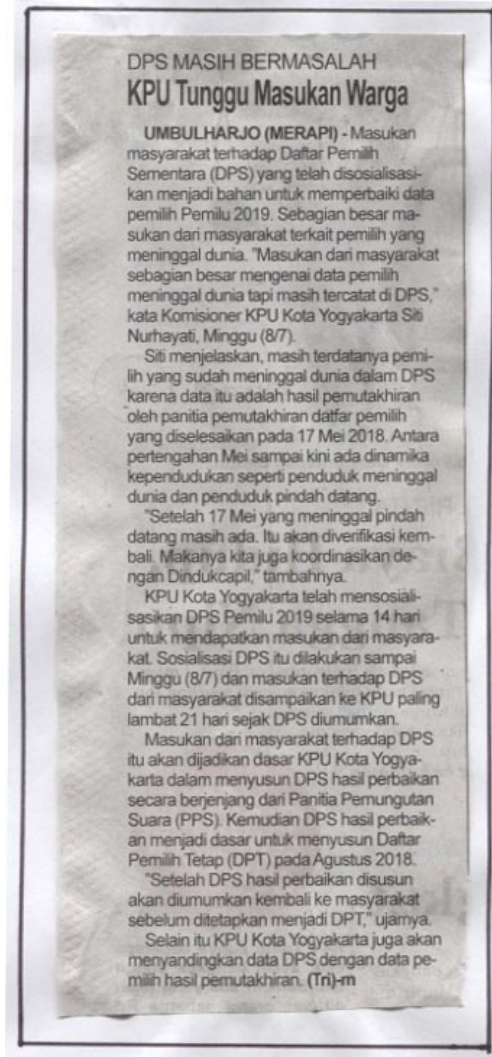 DPS MASIH BERMASALAH
KPU Tunggu Masukan Warga
UMBULHARJO (MERAPI) - Masukan
masyarakat terhadap Daftar Pemilih
Sementara (DPS) yang telah disosialisasi-
kan menjadi bahan untuk memperbaiki data
pemilih Pemilu 2019. Sebagian besar ma-
sukan dari masyarakat terkait pemilih yang
meninggal dunia. "Masukan dari masyarakat
sebagian besar mengenai data pemilih
meninggal dunia tapi masih tercatat di DPS,"
kata Komisioner KPU Kota Yogyakarta Siti
Nurhayati, Minggu (8/7).
Siti menjelaskan, masih terdatanya pemi-
lih yang sudah meninggal dunia dalam DPS
karena data itu adalah hasil pemutakhiran
oleh panitia pemutakhiran datfar pemilih
yang diselesaikan pada 17 Mei 2018. Antara
pertengahan Mei sampai kini ada dinamika
kependudukan seperti penduduk meninggal
dunia dan penduduk pindah datang.
"Setelah 17 Mei yang meninggal pindah
datang masih ada. Itu akan diverifikasi kem-
bali. Makanya kita juga koordinasikan de-
ngan Dindukcapil," tambahnya.
KPU Kota Yogyakarta telah mensosiali-
sasikan DPS Pemilu 2019 selama 14 hari
untuk mendapatkan masukan dari masyara-
kat. Sosialisasi DPS itu dilakukan sampai
Minggu (8/7) dan masukan terhadap DPS
dari masyarakat disampaikan ke KPU paling
lambat 21 hari sejak DPS diumumkan.
Masukan dari masyarakat terhadap DPS
itu akan dijadikan dasar KPU Kota Yogya-
karta dalam menyusun DPS hasil perbaikan
secara berjenjang dari Panitia Pemungutan
Suara (PPS). Kemudian DPS hasil perbaik-
an menjadi dasar untuk menyusun Daftar
Pemilih Tetap (DPT) pada Agustus 2018.
"Setelah DPS hasil perbaikan disusun
akan diumumkan kembali ke masyarakat
sebelum ditetapkan menjadi DPT," ujarnya.
Selain itu KPU Kota Yogyakarta juga akan
menyandingkan data DPS dengan data pe-
milih hasil pemutakhiran. (Tri)-m